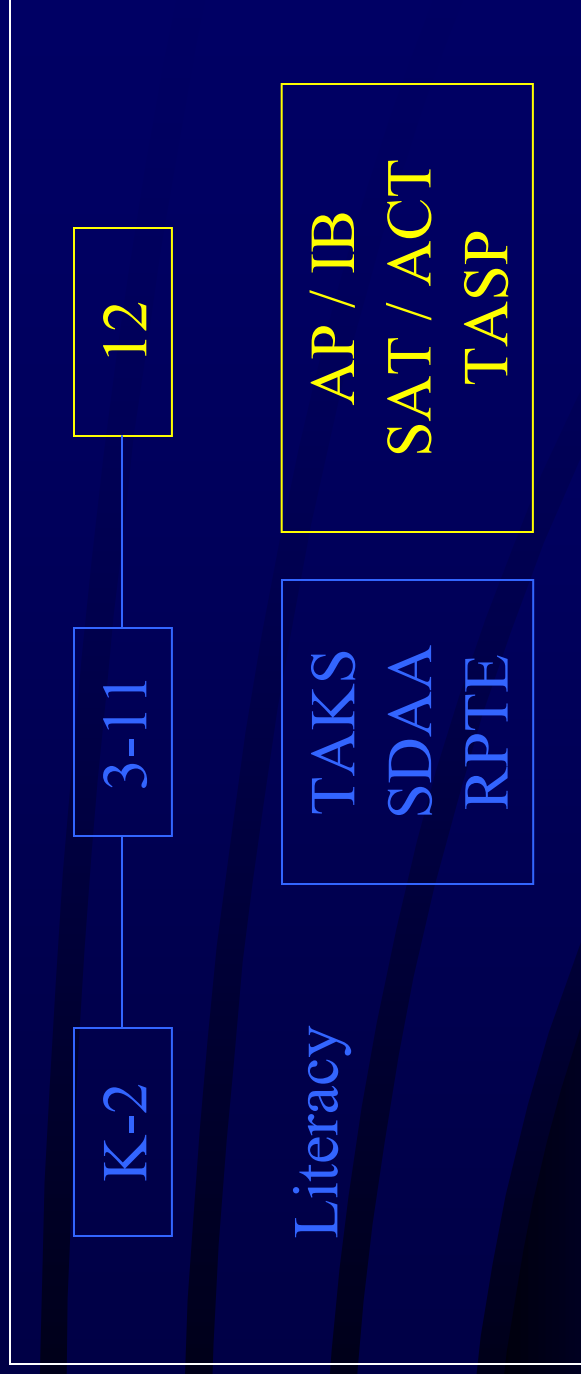 K-2
3-11
12
Literacy
TAKS
SDAA
RPTE
AP / IB
SAT / ACT
TASP